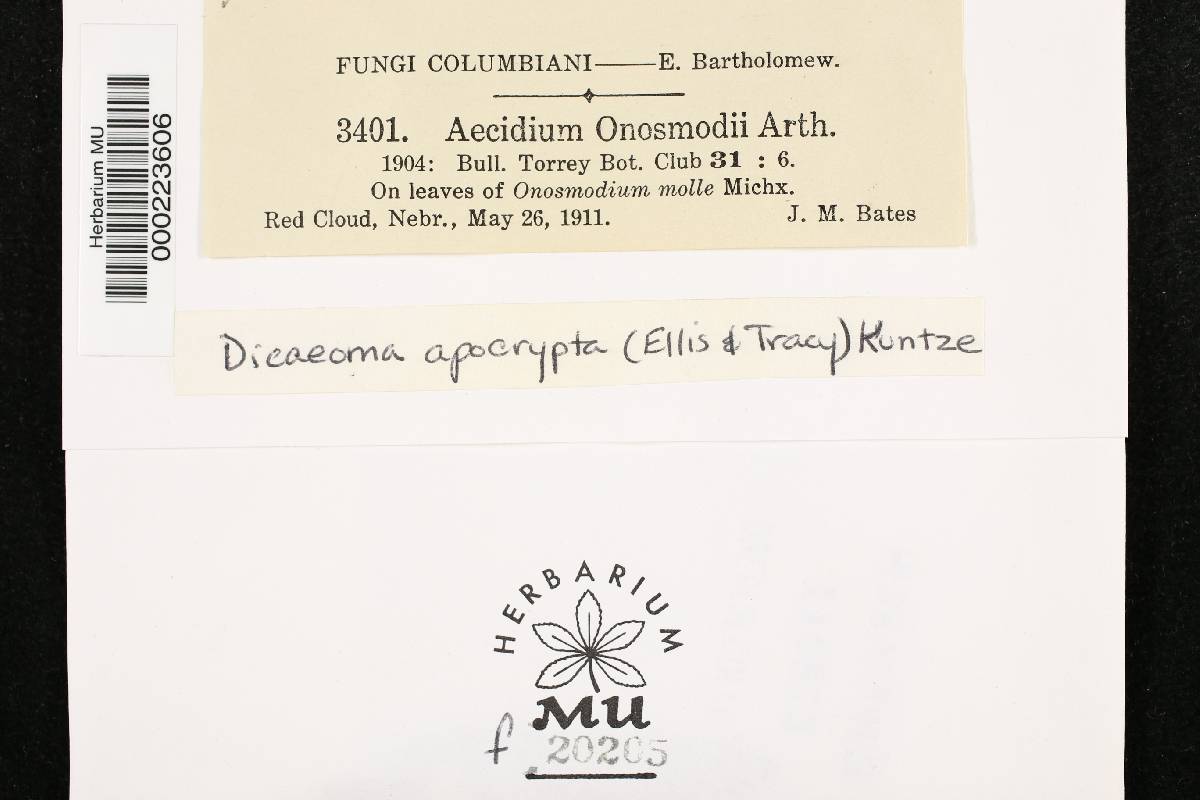 FUNGI COLUMBIANI—E. Bartholomew.
3401. Aecidium Onosmodii Arth.
1904: Bull. Torrey Bot. Club 31 : 6.
On leaves of Onosmodium molle Michx.
Red Cloud, Nebr., May 26, 1911. J. M. Bates
Herbarium MU
000223606
Dicaeoma apocrypta (Ellis & Tracy) Kuntze
HERBARIUM
MU
f. 20205